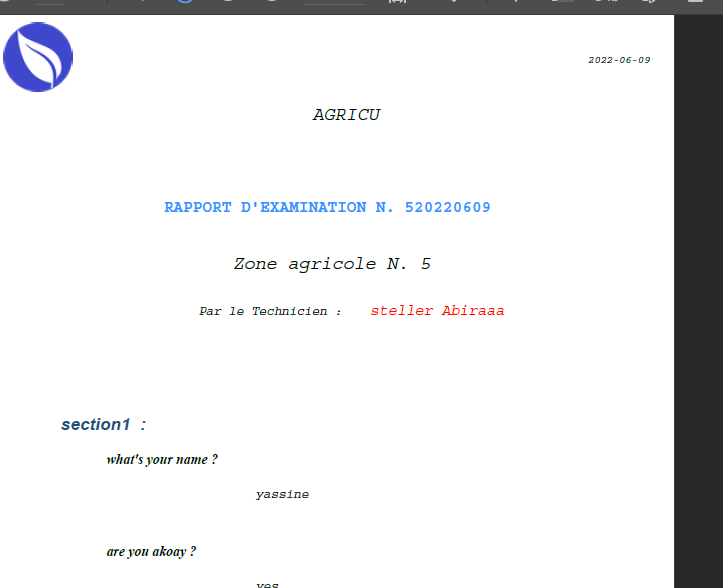 2022-06-09
AGRICU
RAPPORT D'EXAMINATION N. 520220609
Zone agricole N. 5
Par le Technicien : steller Abiraaa
section1 :
what's your name ?
yassine
are you akoay ?
yes